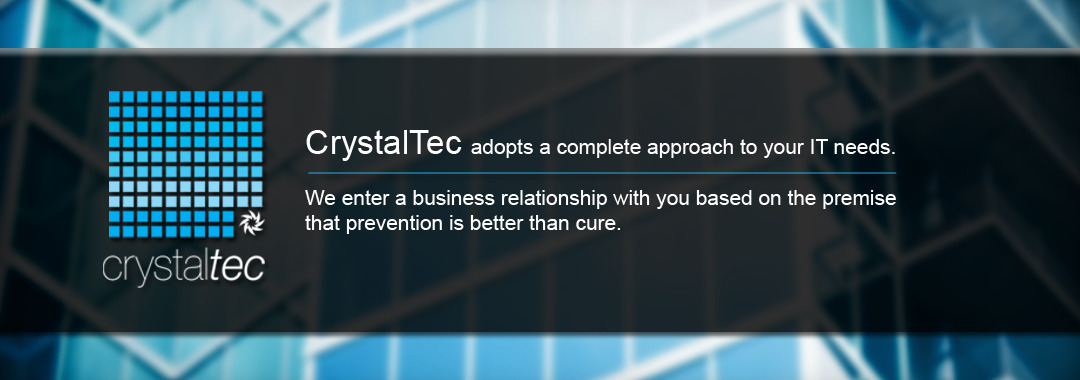 crystaltec
CrystalTec adopts a complete approach to your IT needs.
We enter a business relationship with you based on the premise
that prevention is better than cure.